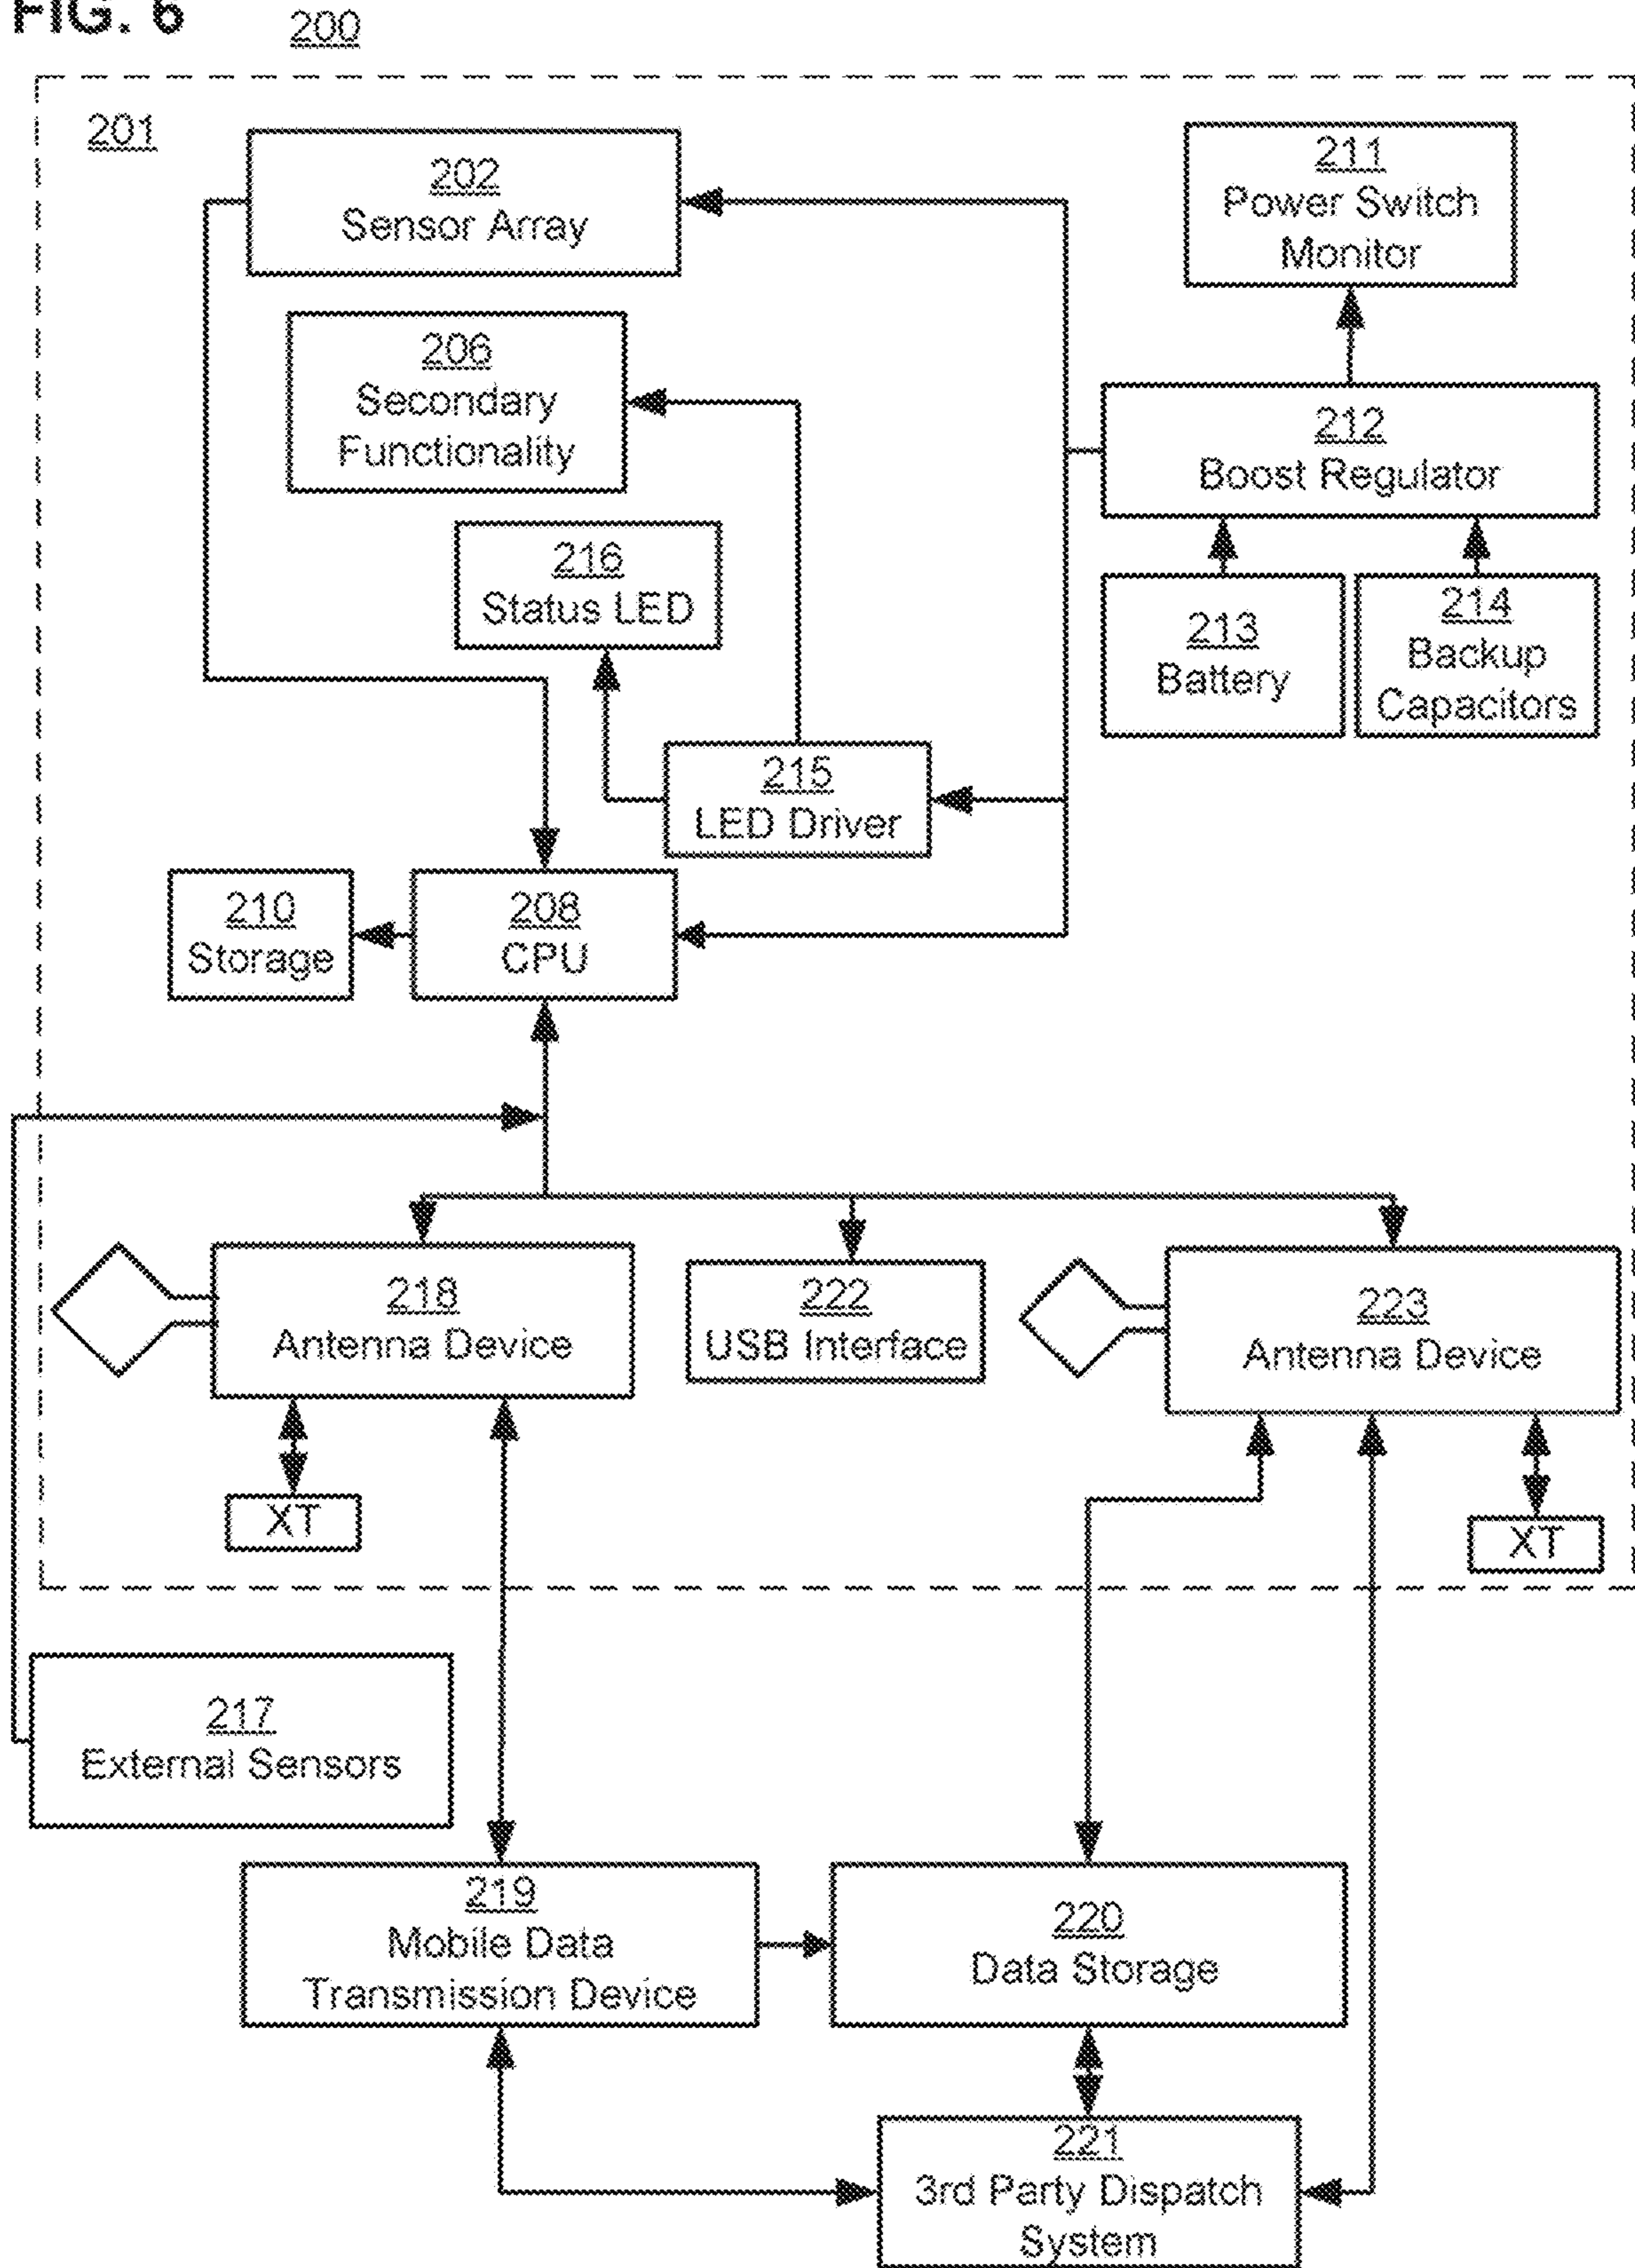 FIG. 6
200
201
202
Sensor Array
211
Power Switch
Monitor
206
Secondary
Functionality
212
Boost Regulator
216
Status LED
213
Battery
214
Backup
Capacitors
215
LED Driver
210
Storage
208
CPU
218
Antenna Device
222
USB Interface
223
Antenna Device
XT
XT
217
External Sensors
219
Mobile Data
Transmission Device
220
Data Storage
221
3rd Party Dispatch
System